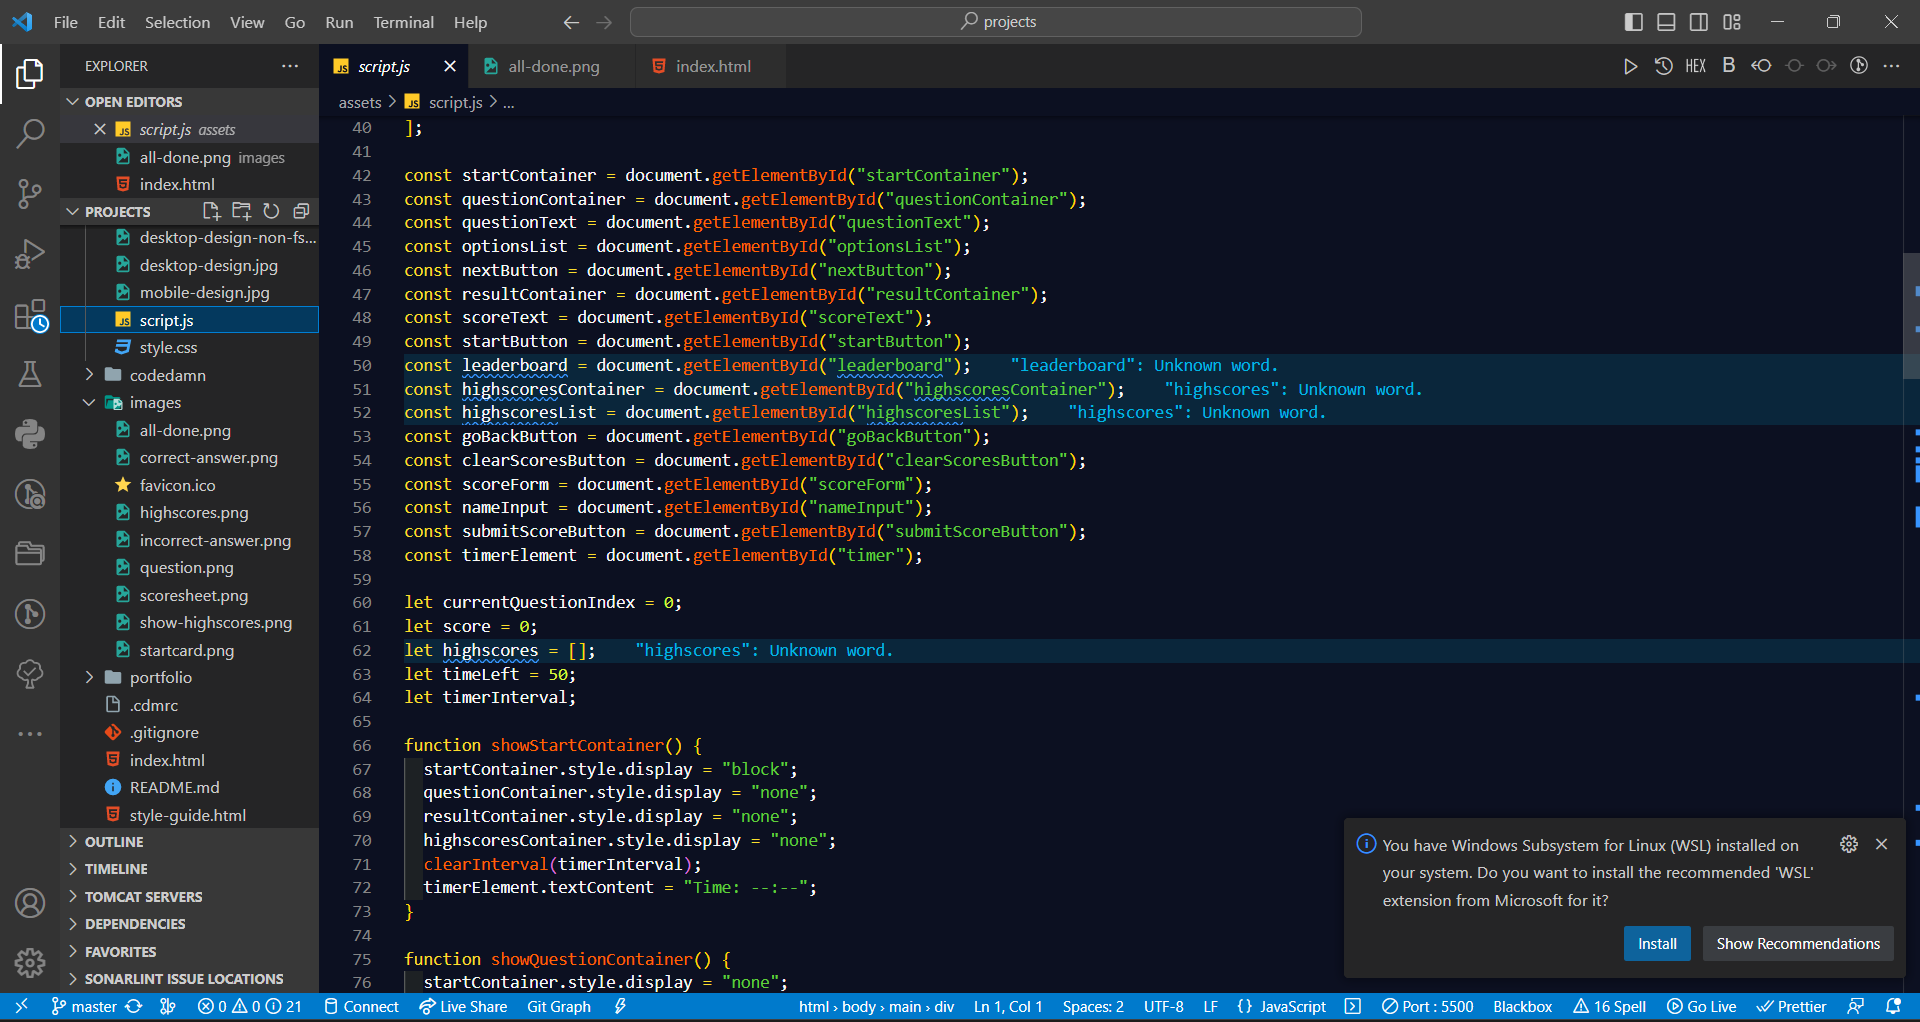 File Edit Selection View Go Run Terminal Help
projects
EXPLORER
script.js
all-done.png
index.html
HEX
B
OPEN EDITORS
script.js assets
all-done.png images
index.html
assets > script.js > ...
PROJECTS
desktop-design-non-fs...
desktop-design.jpg
mobile-design.jpg
script.js
style.css
codedamn
images
all-done.png
correct-answer.png
favicon.ico
highscores.png
incorrect-answer.png
question.png
scoresheet.png
show-highscores.png
startcard.png
portfolio
.cdmrc
.gitignore
index.html
README.md
style-guide.html
OUTLINE
TIMELINE
TOMCAT SERVERS
DEPENDENCIES
FAVORITES
SONARLINT ISSUE LOCATIONS
40 ];
41
42 const startContainer = document.getElementById("startContainer");
43 const questionContainer = document.getElementById("questionContainer");
44 const questionText = document.getElementById("questionText");
45 const optionsList = document.getElementById("optionsList");
46 const nextButton = document.getElementById("nextButton");
47 const resultContainer = document.getElementById("resultContainer");
48 const scoreText = document.getElementById("scoreText");
49 const startButton = document.getElementById("startButton");
50 const leaderboard = document.getElementById("leaderboard"); "leaderboard": Unknown word.
51 const highscoresContainer = document.getElementById("highscoresContainer"); "highscores": Unknown word.
52 const highscoresList = document.getElementById("highscoresList"); "highscores": Unknown word.
53 const goBackButton = document.getElementById("goBackButton");
54 const clearScoresButton = document.getElementById("clearScoresButton");
55 const scoreForm = document.getElementById("scoreForm");
56 const nameInput = document.getElementById("nameInput");
57 const submitScoreButton = document.getElementById("submitScoreButton");
58 const timerElement = document.getElementById("timer");
59
60 let currentQuestionIndex = 0;
61 let score = 0;
62 let highscores = []; "highscores": Unknown word.
63 let timeLeft = 50;
64 let timerInterval;
65
66 function showStartContainer() {
67 startContainer.style.display = "block";
68 questionContainer.style.display = "none";
69 resultContainer.style.display = "none";
70 highscoresContainer.style.display = "none";
71 clearInterval(timerInterval);
72 timerElement.textContent = "Time: --:--";
73 }
74
75 function showQuestionContainer() {
76 startContainer.style.display = "none";
You have Windows Subsystem for Linux (WSL) installed on
your system. Do you want to install the recommended 'WSL'
extension from Microsoft for it?
Install
Show Recommendations
master 0 0 21 Connect Live Share Git Graph html > body > main > div Ln 1, Col 1 Spaces: 2 UTF-8 LF {} JavaScript Port : 5500 Blackbox 16 Spell Go Live Prettier